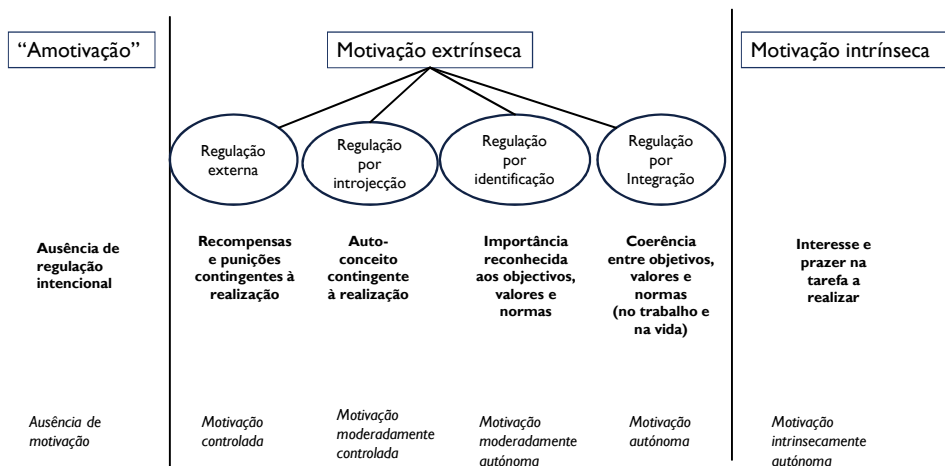 “Amotivação”
Motivação extrínseca
Motivação intrínseca
Regulação
externa
Regulação
por
introjecção
Regulação
por
identificação
Regulação
por
Integração
Ausência de
regulação
intencional
Recompensas
e punições
contingentes à
realização
Auto-
conceito
contingente
à realização
Importância
reconhecida
aos objectivos,
valores e
normas
Coerência
entre objetivos,
valores e
normas
(no trabalho e
na vida)
Interesse e
prazer na
tarefa a
realizar
Ausência de
motivação
Motivação
controlada
Motivação
moderadamente
controlada
Motivação
moderadamente
autónoma
Motivação
autónoma
Motivação
intrinsecamente
autónoma